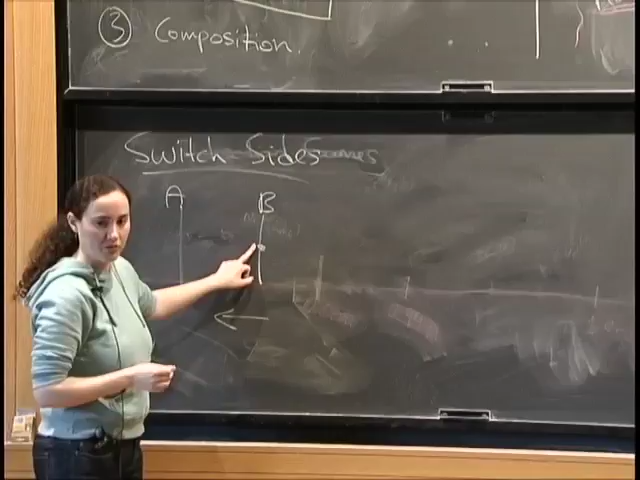 ③ Composition.
Switch Sides
A B